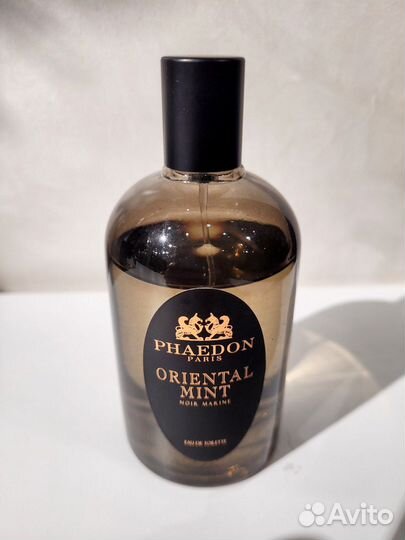 PHAEDON
PARIS
ORIENTAL
MINT
NOIR MARINE
EAU DE TOILETTE
Avito